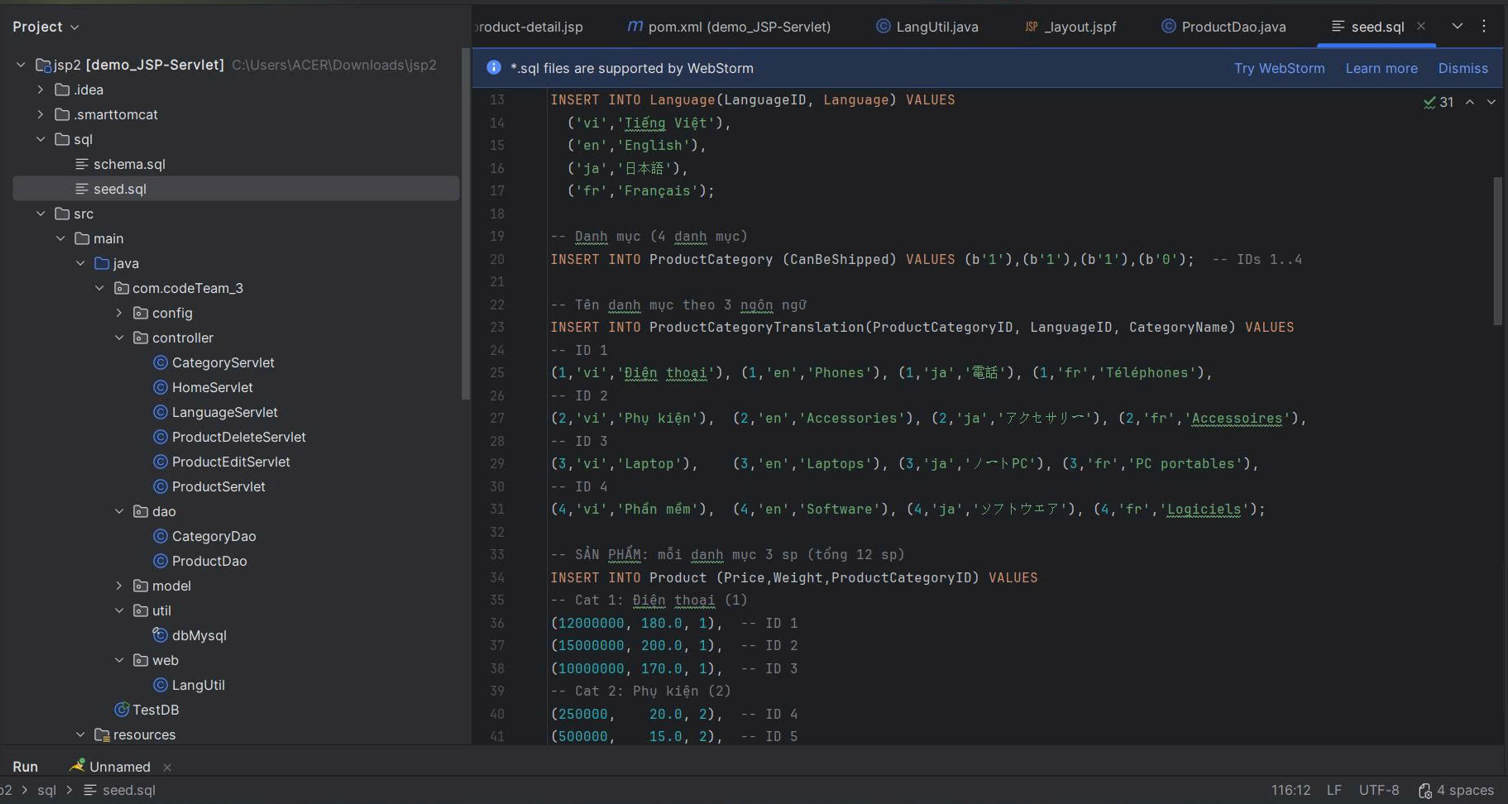 Project
product-detail.jsp
pom.xml (demo_JSP-Servlet)
LangUtil.java
_layout.jspf
ProductDao.java
seed.sql
jsp2 [demo_JSP-Servlet] C:\Users\ACER\Downloads\jsp2
.idea
.smarttomcat
sql
schema.sql
seed.sql
src
main
java
com.codeTeam_3
config
controller
CategoryServlet
HomeServlet
LanguageServlet
ProductDeleteServlet
ProductEditServlet
ProductServlet
dao
CategoryDao
ProductDao
model
util
dbMysql
web
LangUtil
TestDB
resources
*.sql files are supported by WebStorm
Try WebStorm Learn more Dismiss
31
13 INSERT INTO Language(LanguageID, Language) VALUES
14 ('vi','Tiếng Việt'),
15 ('en','English'),
16 ('ja','日本語'),
17 ('fr','Français');
18
19 -- Danh mục (4 danh mục)
20 INSERT INTO ProductCategory (CanBeShipped) VALUES (b'1'),(b'1'),(b'1'),(b'0'); -- IDs 1..4
21
22 -- Tên danh mục theo 3 ngôn ngữ
23 INSERT INTO ProductCategoryTranslation(ProductCategoryID, LanguageID, CategoryName) VALUES
24 -- ID 1
25 (1,'vi','Điện thoại'), (1,'en','Phones'), (1,'ja','電話'), (1,'fr','Téléphones'),
26 -- ID 2
27 (2,'vi','Phụ kiện'), (2,'en','Accessories'), (2,'ja','アクセサリー'), (2,'fr','Accessoires'),
28 -- ID 3
29 (3,'vi','Laptop'), (3,'en','Laptops'), (3,'ja','ノートPC'), (3,'fr','PC portables'),
30 -- ID 4
31 (4,'vi','Phần mềm'), (4,'en','Software'), (4,'ja','ソフトウェア'), (4,'fr','Logiciels');
32
33 -- SẢN PHẨM: mỗi danh mục 3 sp (tổng 12 sp)
34 INSERT INTO Product (Price,Weight,ProductCategoryID) VALUES
35 -- Cat 1: Điện thoại (1)
36 (12000000, 180.0, 1), -- ID 1
37 (15000000, 200.0, 1), -- ID 2
38 (10000000, 170.0, 1), -- ID 3
39 -- Cat 2: Phụ kiện (2)
40 (250000, 20.0, 2), -- ID 4
41 (500000, 15.0, 2), -- ID 5
Run
Unnamed
p2 > sql > seed.sql
116:12 LF UTF-8 4 spaces